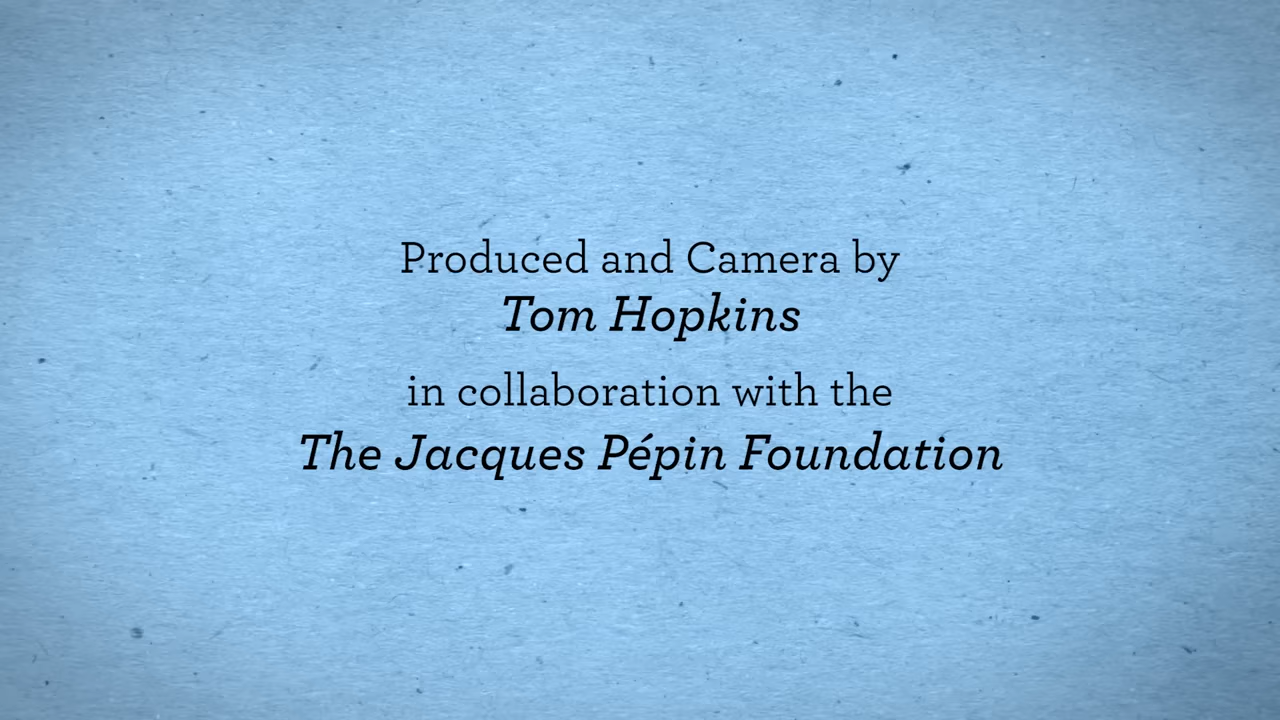 Produced and Camera by
Tom Hopkins
in collaboration with the
The Jacques Pépin Foundation